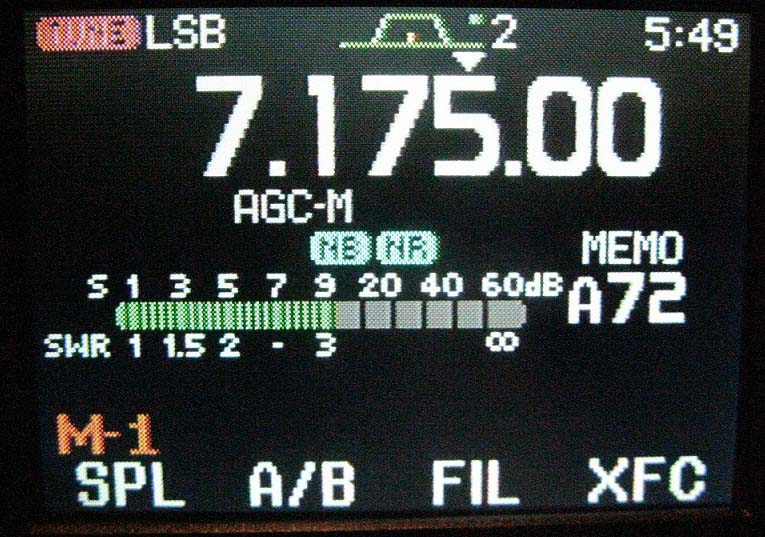 TUNE LSB 2 5:49
7.175.00
AGC-M
NB NR MEMO
S 1 3 5 7 9 20 40 60dB A72
SWR 1 1.5 2 - 3 ∞
M-1
SPL A/B FIL XFC